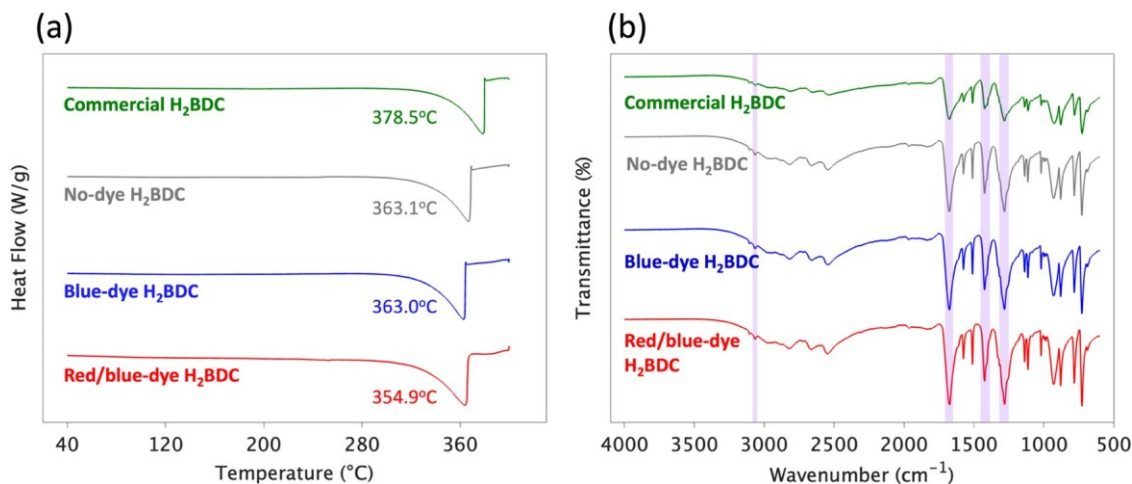 (a)
Heat Flow (W/g)
Commercial H₂BDC
378.5°C
No-dye H₂BDC
363.1°C
Blue-dye H₂BDC
363.0°C
Red/blue-dye H₂BDC
354.9°C
40 120 200 280 360
Temperature (°C)
(b)
Transmittance (%)
Commercial H₂BDC
No-dye H₂BDC
Blue-dye H₂BDC
Red/blue-dye
H₂BDC
4000 3500 3000 2500 2000 1500 1000 500
Wavenumber (cm⁻¹)